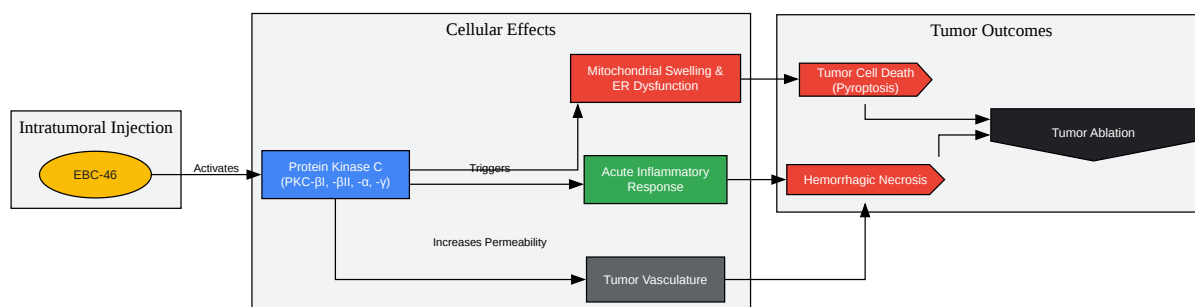 Intratumoral Injection
EBC-46
Activates
Cellular Effects
Protein Kinase C
(PKC-βI, -βII, -α, -γ)
Triggers
Increases Permeability
Mitochondrial Swelling &
ER Dysfunction
Acute Inflammatory
Response
Tumor Vasculature
Tumor Outcomes
Tumor Cell Death
(Pyroptosis)
Hemorrhagic Necrosis
Tumor Ablation